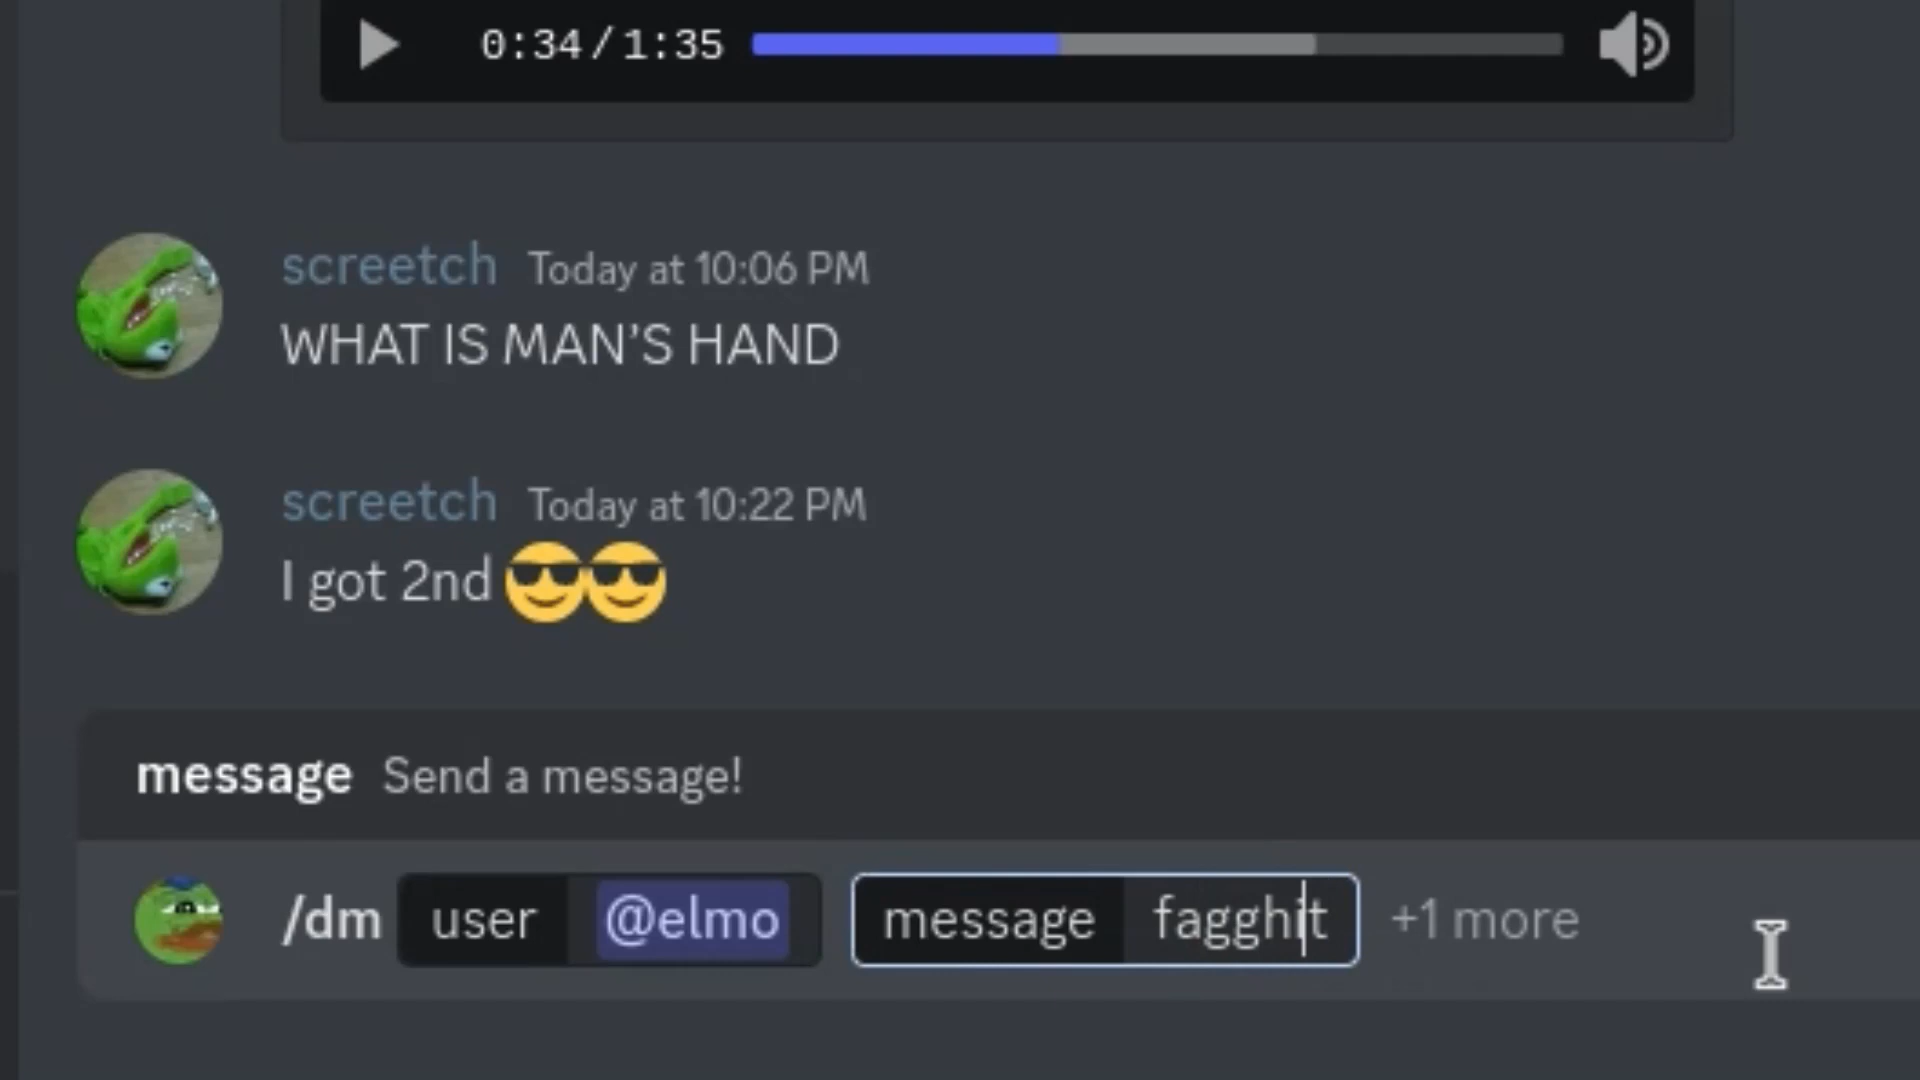 0:34/1:35
screetch Today at 10:06 PM
WHAT IS MAN'S HAND
screetch Today at 10:22 PM
I got 2nd 😎😎
message Send a message!
/dm user @elmo message fagghit +1 more